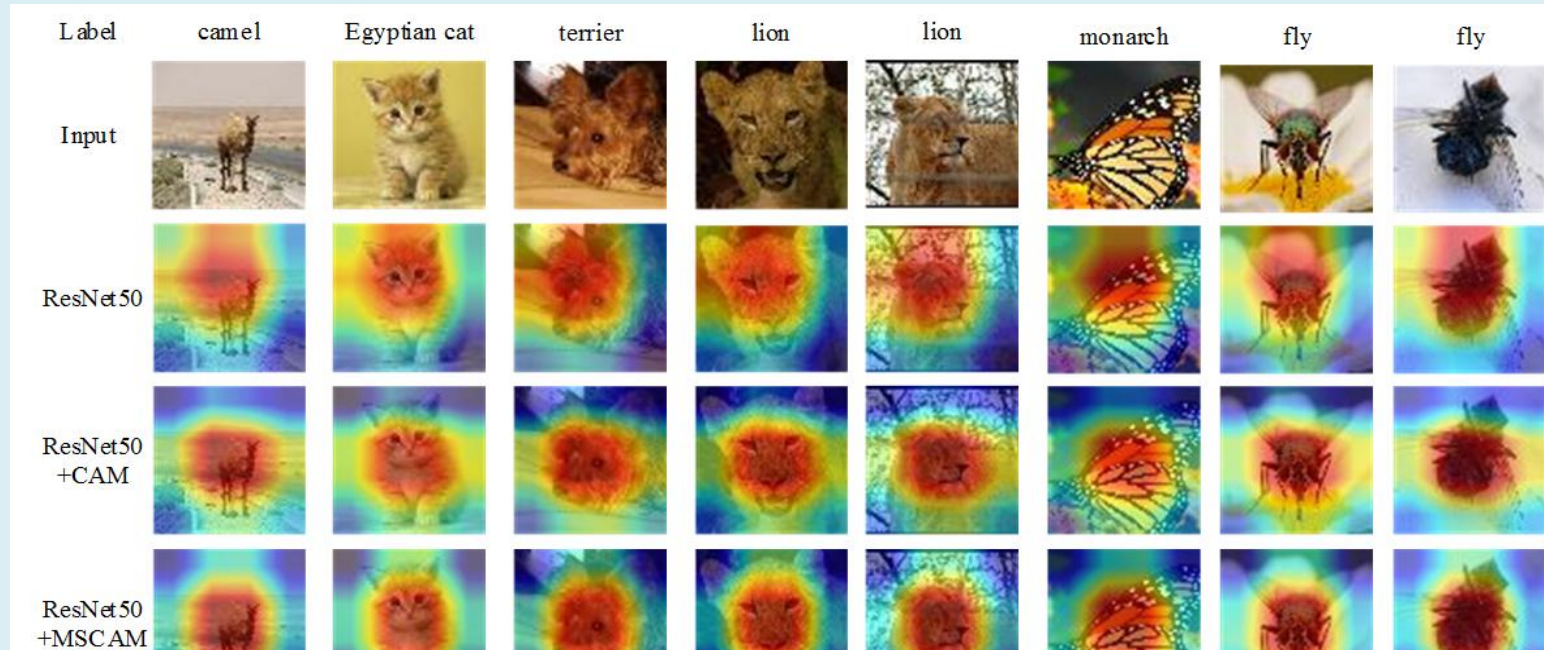 Label camel Egyptian cat terrier lion lion monarch fly fly
Input
ResNet50
ResNet50
+CAM
ResNet50
+MSCAM